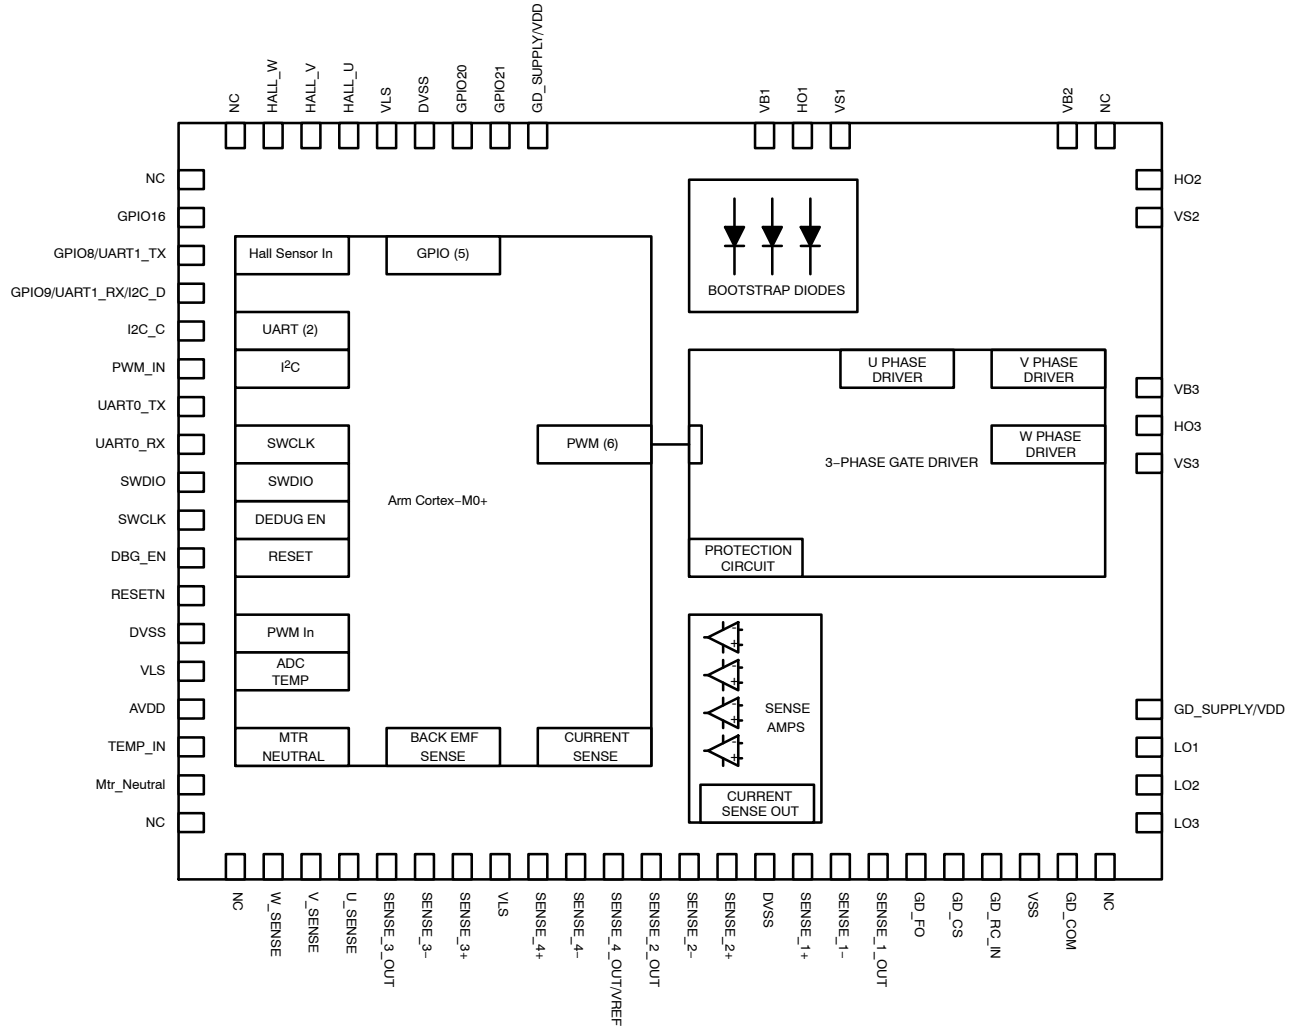 NC
HALL_W
HALL_V
HALL_U
VLS
DVSS
GPIO20
GPIO21
GD_SUPPLY/VDD
VB1
HO1
VS1
VB2
NC
NC
GPIO16
GPIO8/UART1_TX
GPIO9/UART1_RX/I2C_D
I2C_C
PWM_IN
UART0_TX
UART0_RX
SWDIO
SWCLK
DBG_EN
RESETN
DVSS
VLS
AVDD
TEMP_IN
Mtr_Neutral
NC
Hall Sensor In
GPIO (5)
UART (2)
I²C
SWCLK
SWDIO
DEDUG EN
RESET
PWM In
ADC
TEMP
MTR
NEUTRAL
BACK EMF
SENSE
CURRENT
SENSE
PWM (6)
Arm Cortex−M0+
BOOTSTRAP DIODES
U PHASE
DRIVER
V PHASE
DRIVER
W PHASE
DRIVER
3−PHASE GATE DRIVER
PROTECTION
CIRCUIT
-
+
-
+
-
+
-
+
SENSE
AMPS
CURRENT
SENSE OUT
HO2
VS2
VB3
HO3
VS3
GD_SUPPLY/VDD
LO1
LO2
LO3
NC
W_SENSE
V_SENSE
U_SENSE
SENSE_3_OUT
SENSE_3−
SENSE_3+
VLS
SENSE_4+
SENSE_4−
SENSE_4_OUT/VREF
SENSE_2_OUT
SENSE_2−
SENSE_2+
DVSS
SENSE_1+
SENSE_1−
SENSE_1_OUT
GD_FO
GD_CS
GD_RC_IN
VSS
GD_COM
NC